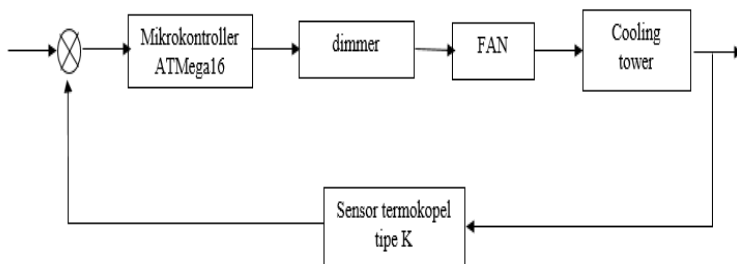 Mikrokontroller
ATMega16
dimmer
FAN
Cooling
tower
Sensor termokopel
tipe K